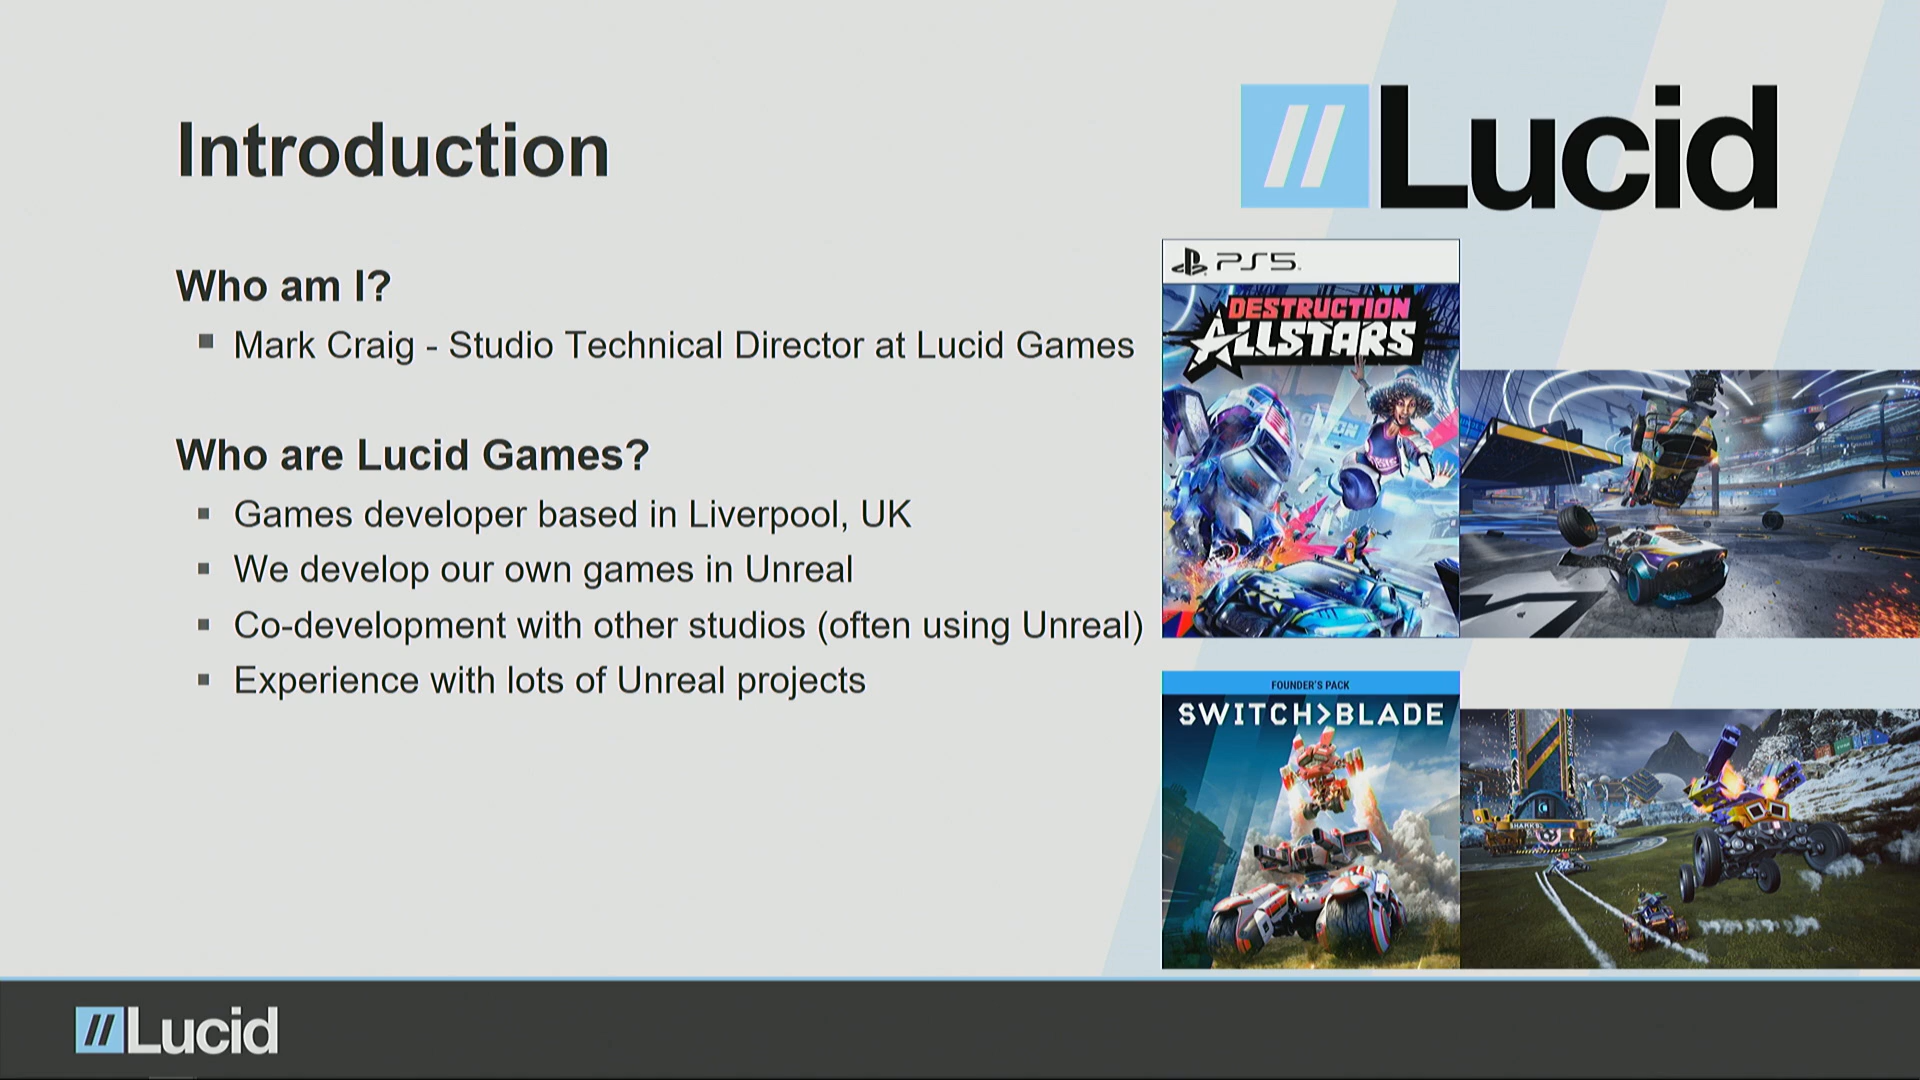 Introduction
// Lucid
Who am I?
Mark Craig - Studio Technical Director at Lucid Games
Who are Lucid Games?
Games developer based in Liverpool, UK
We develop our own games in Unreal
Co-development with other studios (often using Unreal)
Experience with lots of Unreal projects
PS5
DESTRUCTION
ALLSTARS
FOUNDER'S PACK
SWITCH>BLADE
SHARKS
//Lucid